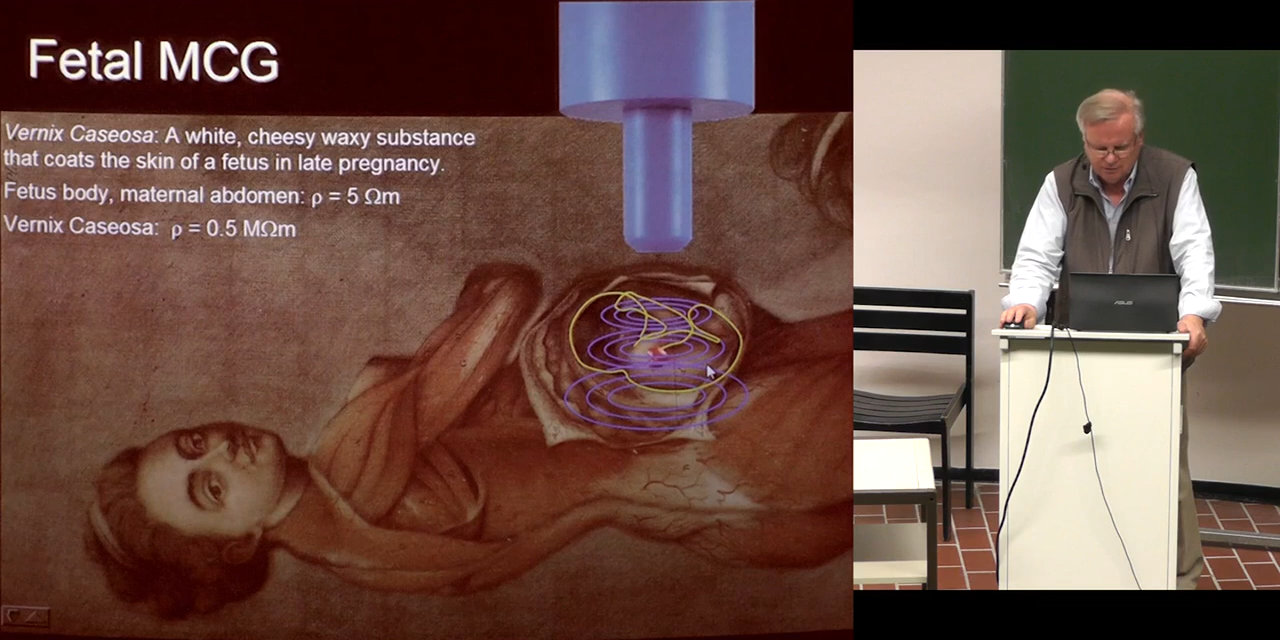 Fetal MCG
Vernix Caseosa: A white, cheesy waxy substance
that coats the skin of a fetus in late pregnancy.
Fetus body, maternal abdomen: ρ = 5 Ωm
Vernix Caseosa: ρ = 0.5 MΩm
ASUS